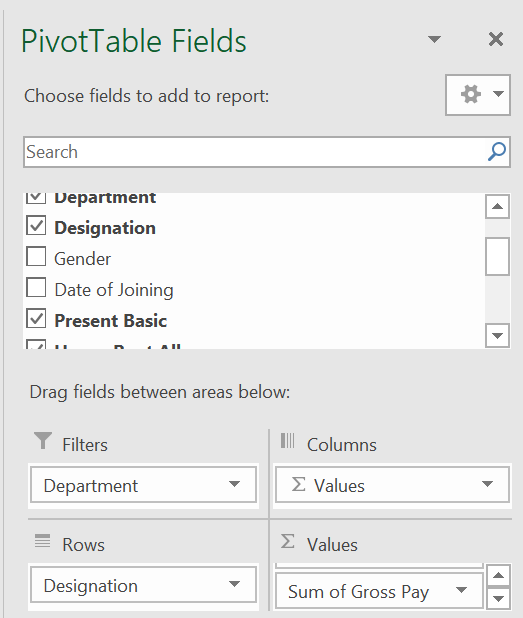 PivotTable Fields
Choose fields to add to report:
Search
Department
Designation
Gender
Date of Joining
Present Basic
Drag fields between areas below:
Filters
Columns
Department
Σ Values
Rows
Σ Values
Designation
Sum of Gross Pay